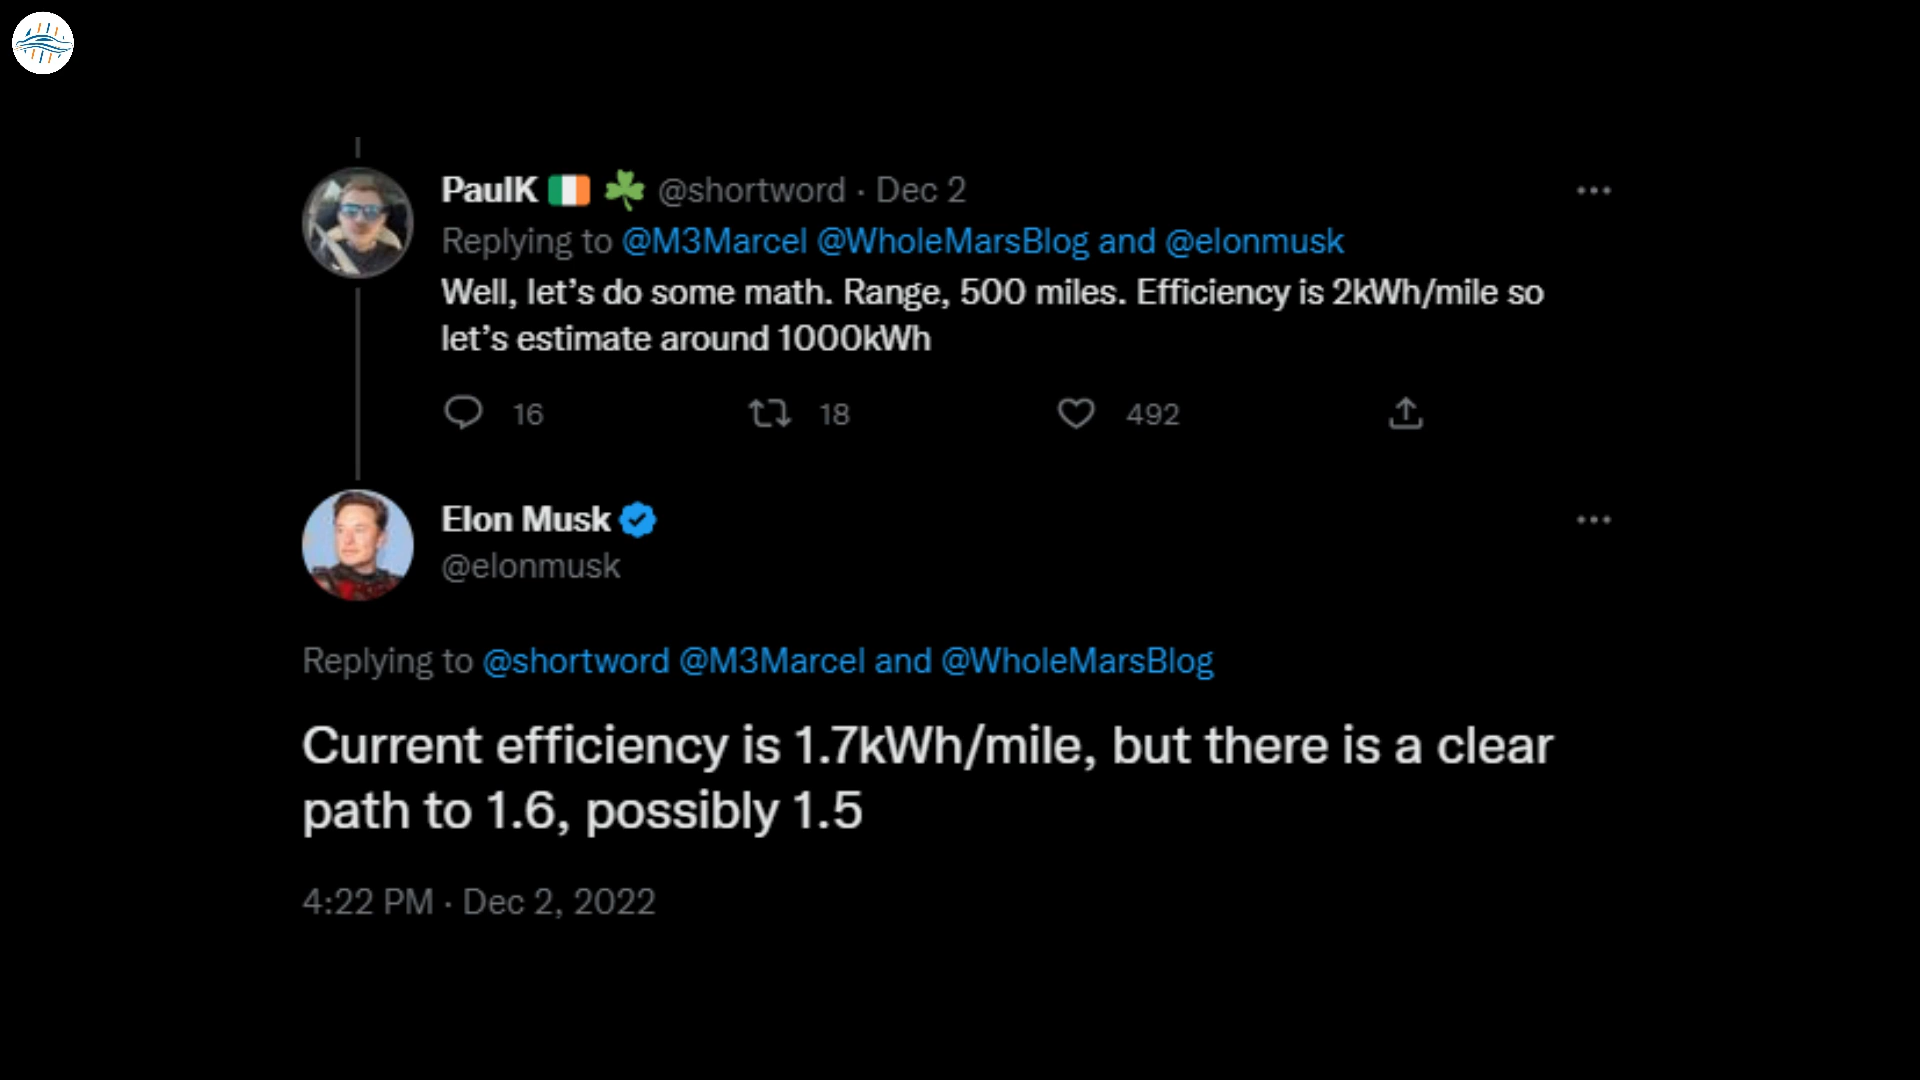 PaulK @shortword · Dec 2
Replying to @M3Marcel @WholeMarsBlog and @elonmusk
Well, let’s do some math. Range, 500 miles. Efficiency is 2kWh/mile so
let’s estimate around 1000kWh
16 18 492
Elon Musk
@elonmusk
Replying to @shortword @M3Marcel and @WholeMarsBlog
Current efficiency is 1.7kWh/mile, but there is a clear
path to 1.6, possibly 1.5
4:22 PM · Dec 2, 2022